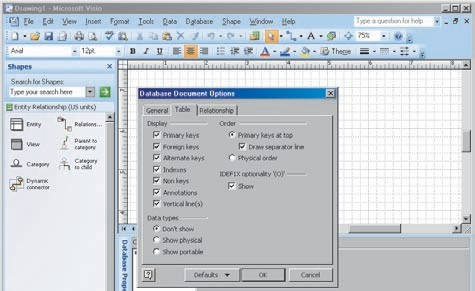 Drawing1 - Microsoft Visio
File Edit View Insert Format Tools Data Database Shape Window Help
Type a question for help
75%
Arial 12pt. B I U Theme
Shapes
Search for Shapes:
Type your search here
Entity Relationship (US units)
Entity Relations...
View Parent to category
Category Category to child
Dynamic connector
Database Document Options
General Table Relationship
Display Order
Primary keys Primary keys at top
Foreign keys Draw separator line
Alternate keys Physical order
Indexes IDEF1X optionality '(O)'
Non keys Show
Annotations
Vertical line(s)
Data types
Don't show
Show physical
Show portable
Defaults OK Cancel